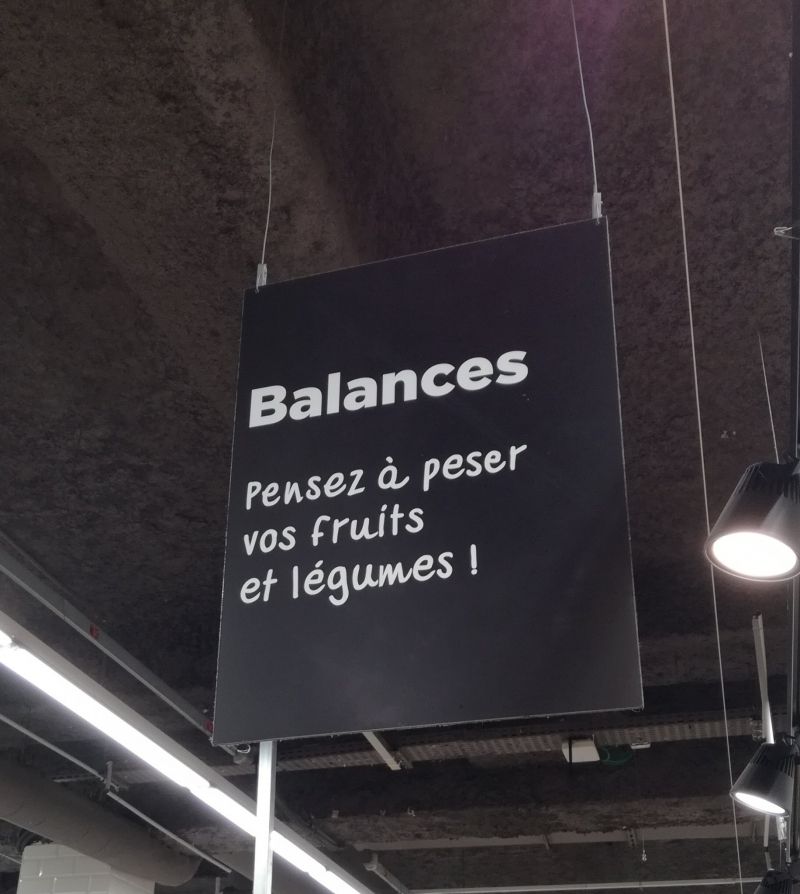 Balances
Pensez à peser
vos fruits
et légumes !